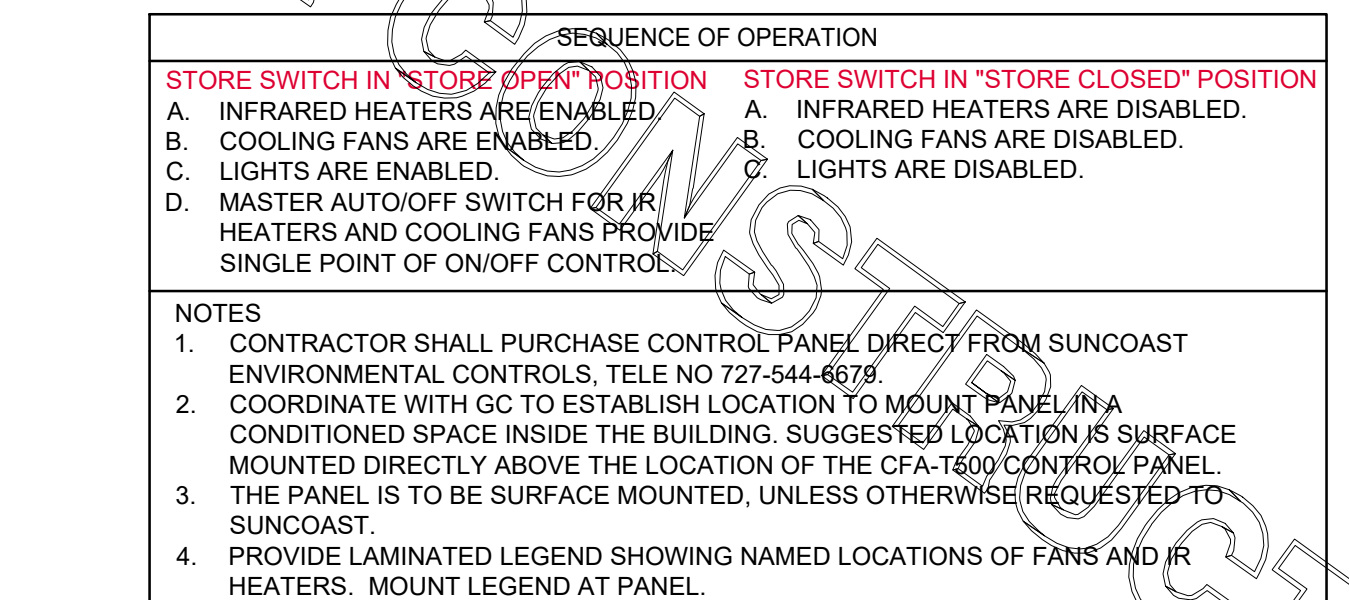 SEQUENCE OF OPERATION
STORE SWITCH IN "STORE OPEN" POSITION
A. INFRARED HEATERS ARE ENABLED.
B. COOLING FANS ARE ENABLED.
C. LIGHTS ARE ENABLED.
D. MASTER AUTO/OFF SWITCH FOR IR
HEATERS AND COOLING FANS PROVIDE
SINGLE POINT OF ON/OFF CONTROL.
STORE SWITCH IN "STORE CLOSED" POSITION
A. INFRARED HEATERS ARE DISABLED.
B. COOLING FANS ARE DISABLED.
C. LIGHTS ARE DISABLED.
NOTES
1. CONTRACTOR SHALL PURCHASE CONTROL PANEL DIRECT FROM SUNCOAST
ENVIRONMENTAL CONTROLS, TELE NO 727-544-6679.
2. COORDINATE WITH GC TO ESTABLISH LOCATION TO MOUNT PANEL IN A
CONDITIONED SPACE INSIDE THE BUILDING. SUGGESTED LOCATION IS SURFACE
MOUNTED DIRECTLY ABOVE THE LOCATION OF THE CFA-T500 CONTROL PANEL.
3. THE PANEL IS TO BE SURFACE MOUNTED, UNLESS OTHERWISE REQUESTED TO
SUNCOAST.
4. PROVIDE LAMINATED LEGEND SHOWING NAMED LOCATIONS OF FANS AND IR
HEATERS. MOUNT LEGEND AT PANEL.
CONSTRUCT